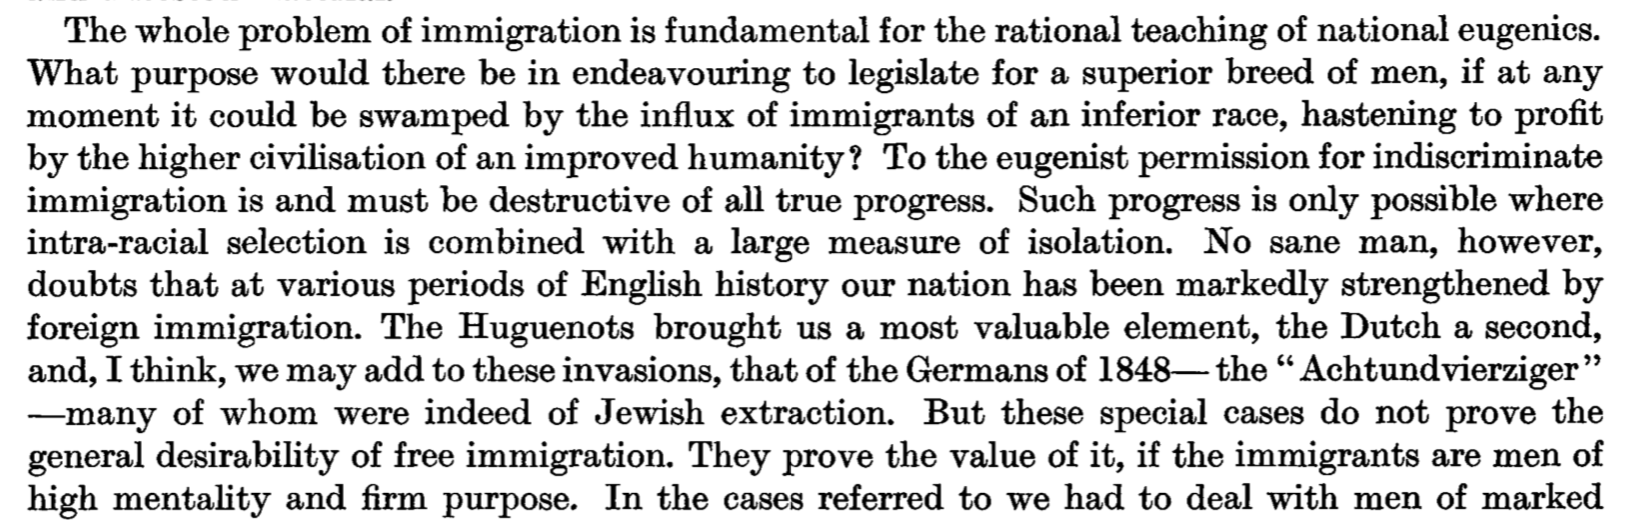 The whole problem of immigration is fundamental for the rational teaching of national eugenics.
What purpose would there be in endeavouring to legislate for a superior breed of men, if at any
moment it could be swamped by the influx of immigrants of an inferior race, hastening to profit
by the higher civilisation of an improved humanity? To the eugenist permission for indiscriminate
immigration is and must be destructive of all true progress. Such progress is only possible where
intra-racial selection is combined with a large measure of isolation. No sane man, however,
doubts that at various periods of English history our nation has been markedly strengthened by
foreign immigration. The Huguenots brought us a most valuable element, the Dutch a second,
and, I think, we may add to these invasions, that of the Germans of 1848—the “Achtundvierziger”
—many of whom were indeed of Jewish extraction. But these special cases do not prove the
general desirability of free immigration. They prove the value of it, if the immigrants are men of
high mentality and firm purpose. In the cases referred to we had to deal with men of marked